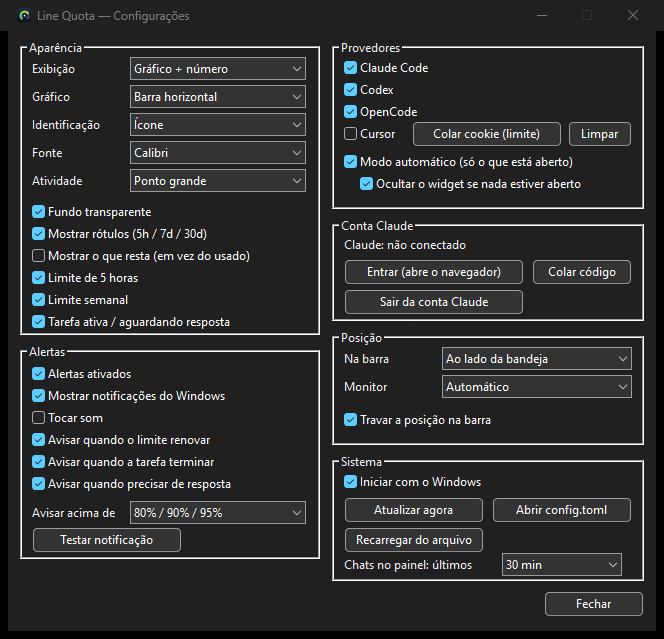 Line Quota — Configurações
Aparência
Exibição Gráfico + número
Gráfico Barra horizontal
Identificação Ícone
Fonte Calibri
Atividade Ponto grande
Fundo transparente
Mostrar rótulos (5h / 7d / 30d)
Mostrar o que resta (em vez do usado)
Limite de 5 horas
Limite semanal
Tarefa ativa / aguardando resposta
Alertas
Alertas ativados
Mostrar notificações do Windows
Tocar som
Avisar quando o limite renovar
Avisar quando a tarefa terminar
Avisar quando precisar de resposta
Avisar acima de 80% / 90% / 95%
Testar notificação
Provedores
Claude Code
Codex
OpenCode
Cursor Colar cookie (limite) Limpar
Modo automático (só o que está aberto)
Ocultar o widget se nada estiver aberto
Conta Claude
Claude: não conectado
Entrar (abre o navegador) Colar código
Sair da conta Claude
Posição
Na barra Ao lado da bandeja
Monitor Automático
Travar a posição na barra
Sistema
Iniciar com o Windows
Atualizar agora Abrir config.toml
Recarregar do arquivo
Chats no painel: últimos 30 min
Fechar